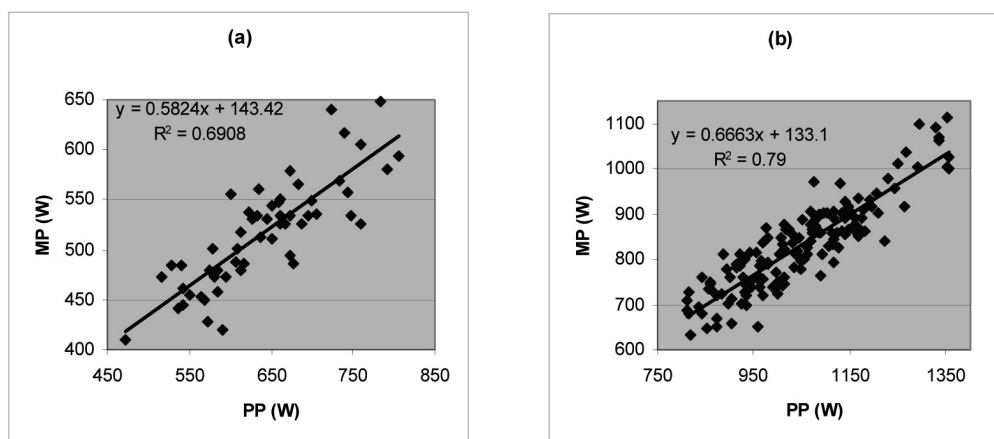 (a)
y = 0.5824x + 143.42
R² = 0.6908
650
600
550
500
450
400
MP (W)
450 550 650 750 850
PP (W)
(b)
y = 0.6663x + 133.1
R² = 0.79
1100
1000
900
800
700
600
MP (W)
750 950 1150 1350
PP (W)